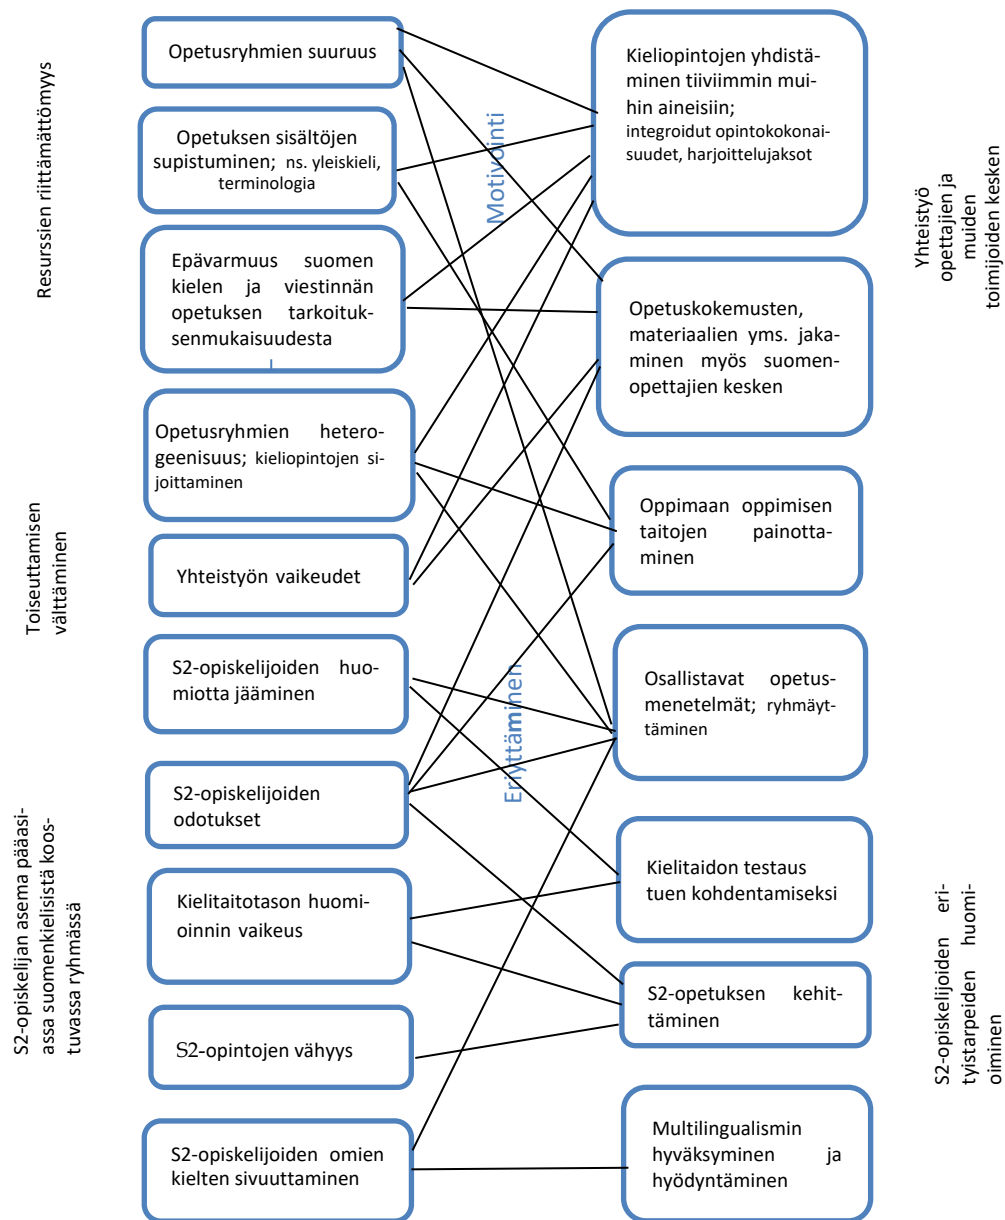 Resurssien riittämättömyys
Toiseuttamisen
välttäminen
S2-opiskelijan asema pääasi-
assa suomenkielisistä koos-
tuvassa ryhmässä
Opetusryhmien suuruus
Opetuksen sisältöjen
supistuminen; ns. yleiskieli,
terminologia
Epävarmuus suomen
kielen ja viestinnän
opetuksen tarkoituk-
senmukaisuudesta
Opetusryhmien hetero-
geenisuus; kieliopintojen si-
joittaminen
Yhteistyön vaikeudet
S2-opiskelijoiden huo-
miotta jääminen
S2-opiskelijoiden
odotukset
Kielitaitotason huomi-
oinnin vaikeus
S2-opintojen vähyys
S2-opiskelijoiden omien
kielten sivuuttaminen
Motivointi
Eriyttäminen
Kieliopintojen yhdistä-
minen tiiviimmin mui-
hin aineisiin;
integroidut opintokokonai-
suudet, harjoittelujaksot
Opetuskokemusten,
materiaalien yms. jaka-
minen myös suomen-
opettajien kesken
Oppimaan oppimisen
taitojen painotta-
minen
Osallistavat opetus-
menetelmät; ryhmäyt-
täminen
Kielitaidon testaus
tuen kohdentamiseksi
S2-opetuksen kehit-
täminen
Multilingualismin
hyväksyminen ja
hyödyntäminen
Yhteistyö
opettajien ja
muiden
toimijoiden kesken
S2-opiskelijoiden eri-
tyistarpeiden huomi-
oiminen